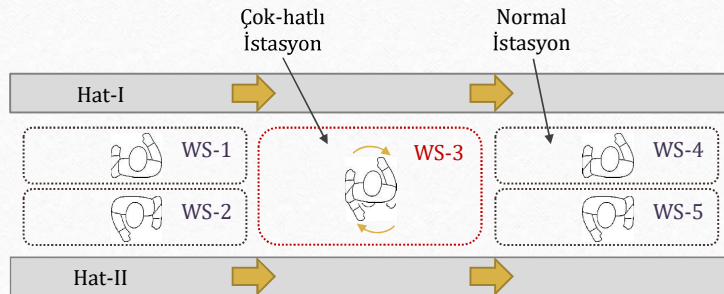 Çok-hatlı
İstasyon
Normal
İstasyon
Hat-I
WS-1
WS-3
WS-4
WS-2
WS-5
Hat-II